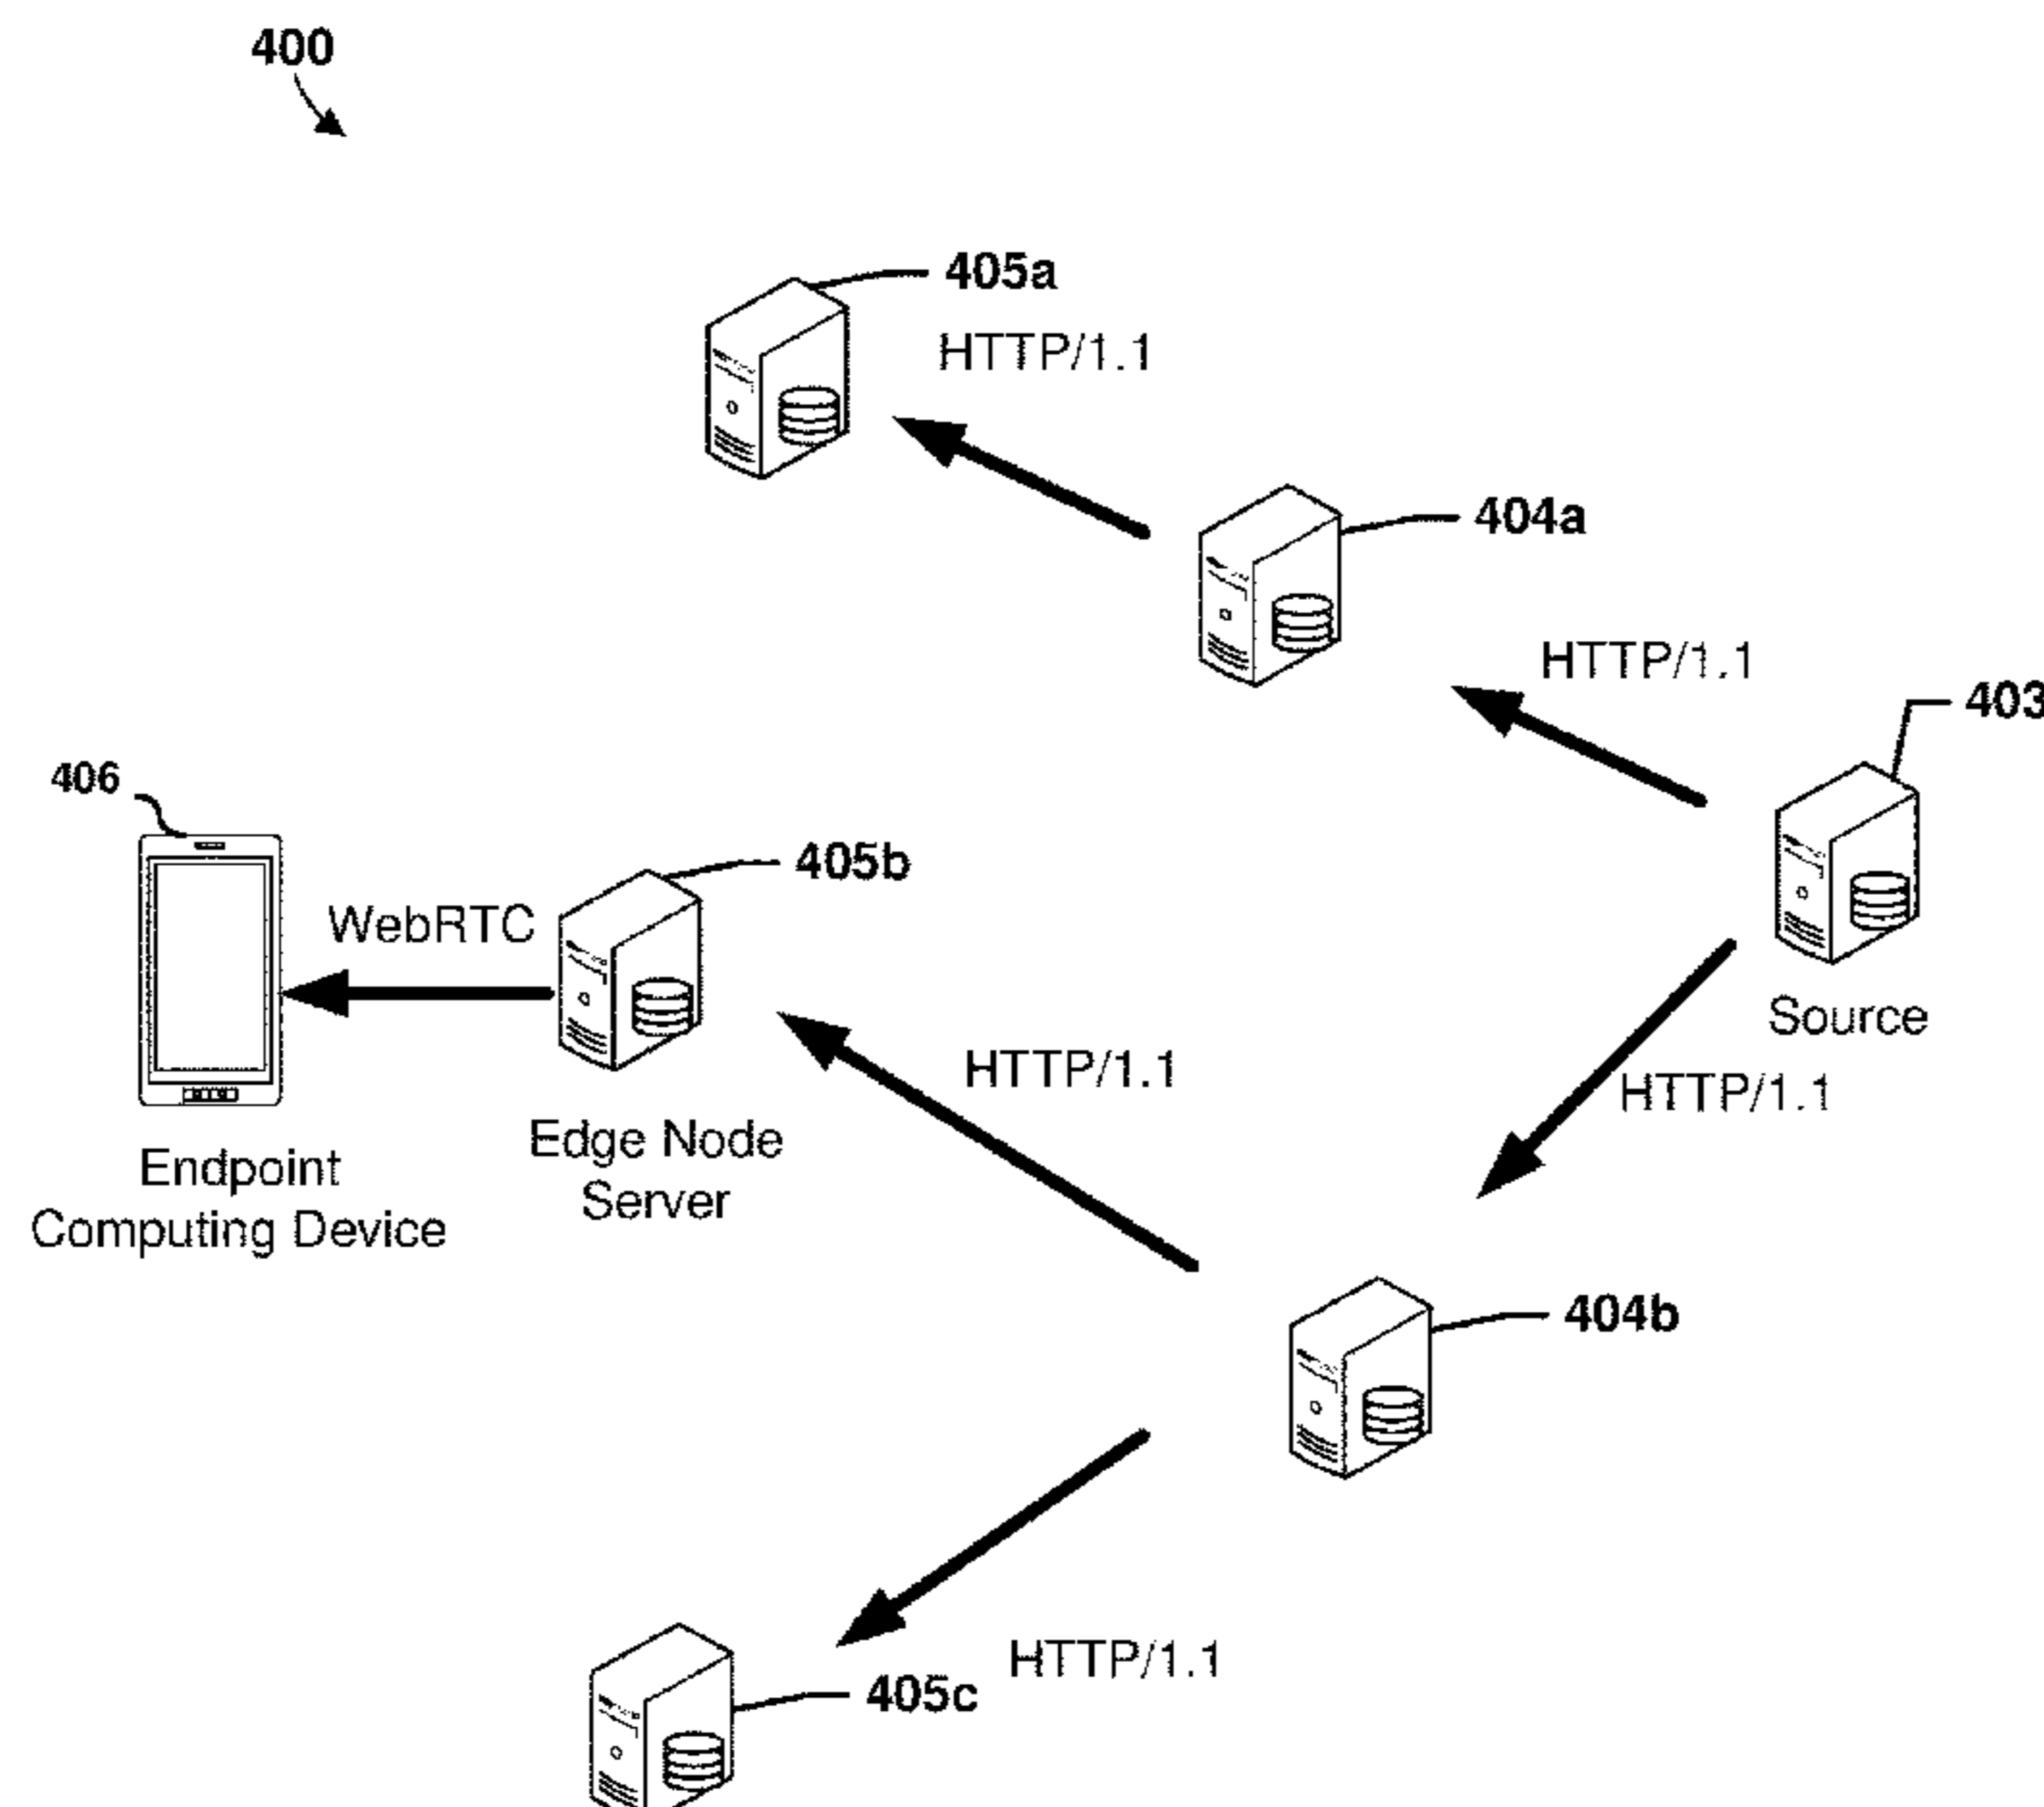 400
405a
HTTP/1.1
404a
HTTP/1.1
403
406
405b
WebRTC
Source
HTTP/1.1
HTTP/1.1
Edge Node
Server
Endpoint
Computing Device
404b
HTTP/1.1
405c